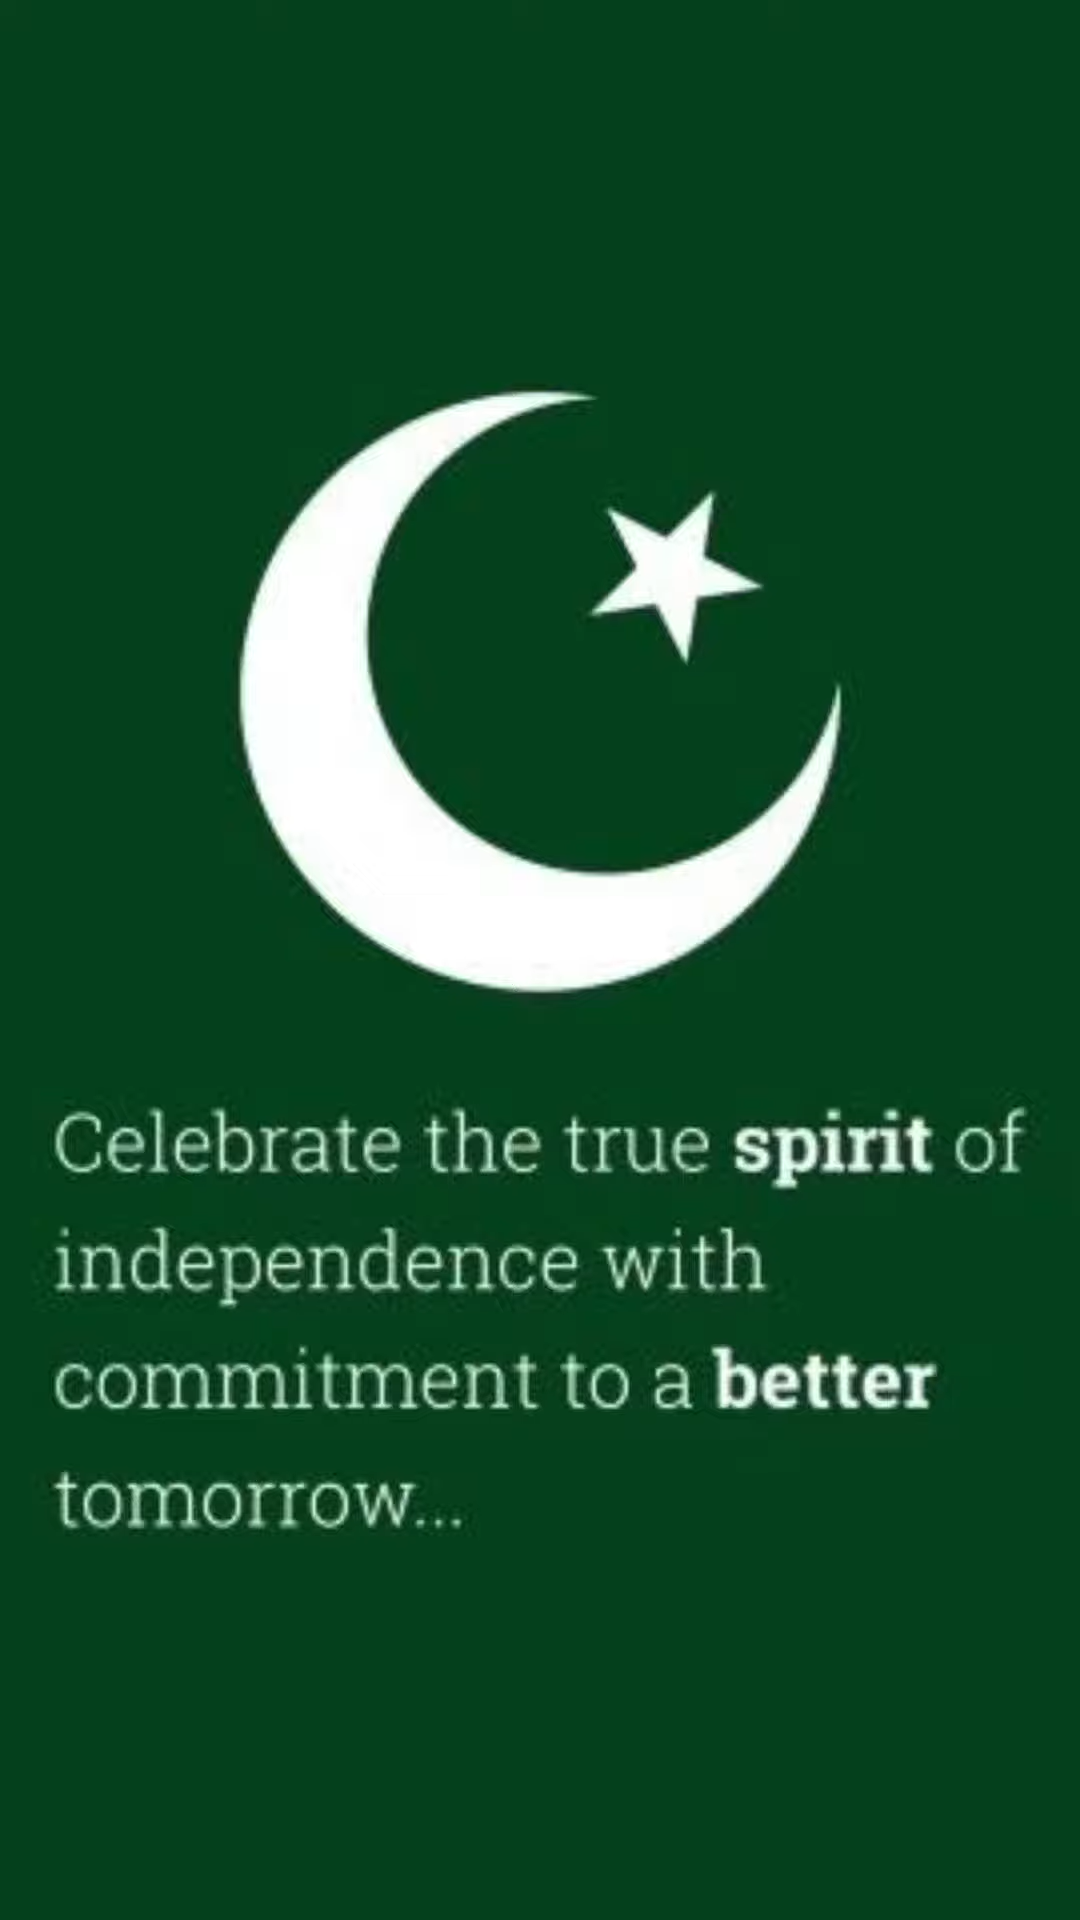 Celebrate the true spirit of
independence with
commitment to a better
tomorrow...